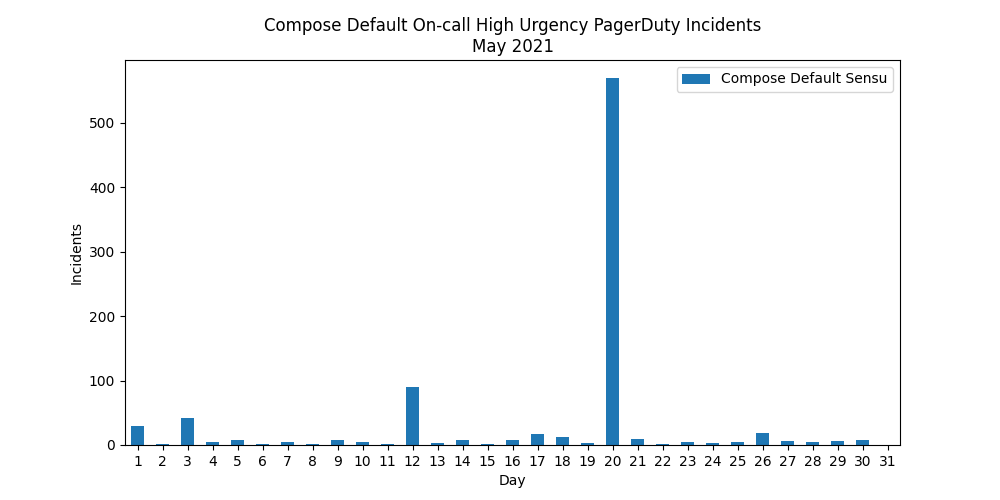 Compose Default On-call High Urgency PagerDuty Incidents
May 2021
Compose Default Sensu
Incidents
500
400
300
200
100
0
1 2 3 4 5 6 7 8 9 10 11 12 13 14 15 16 17 18 19 20 21 22 23 24 25 26 27 28 29 30 31
Day